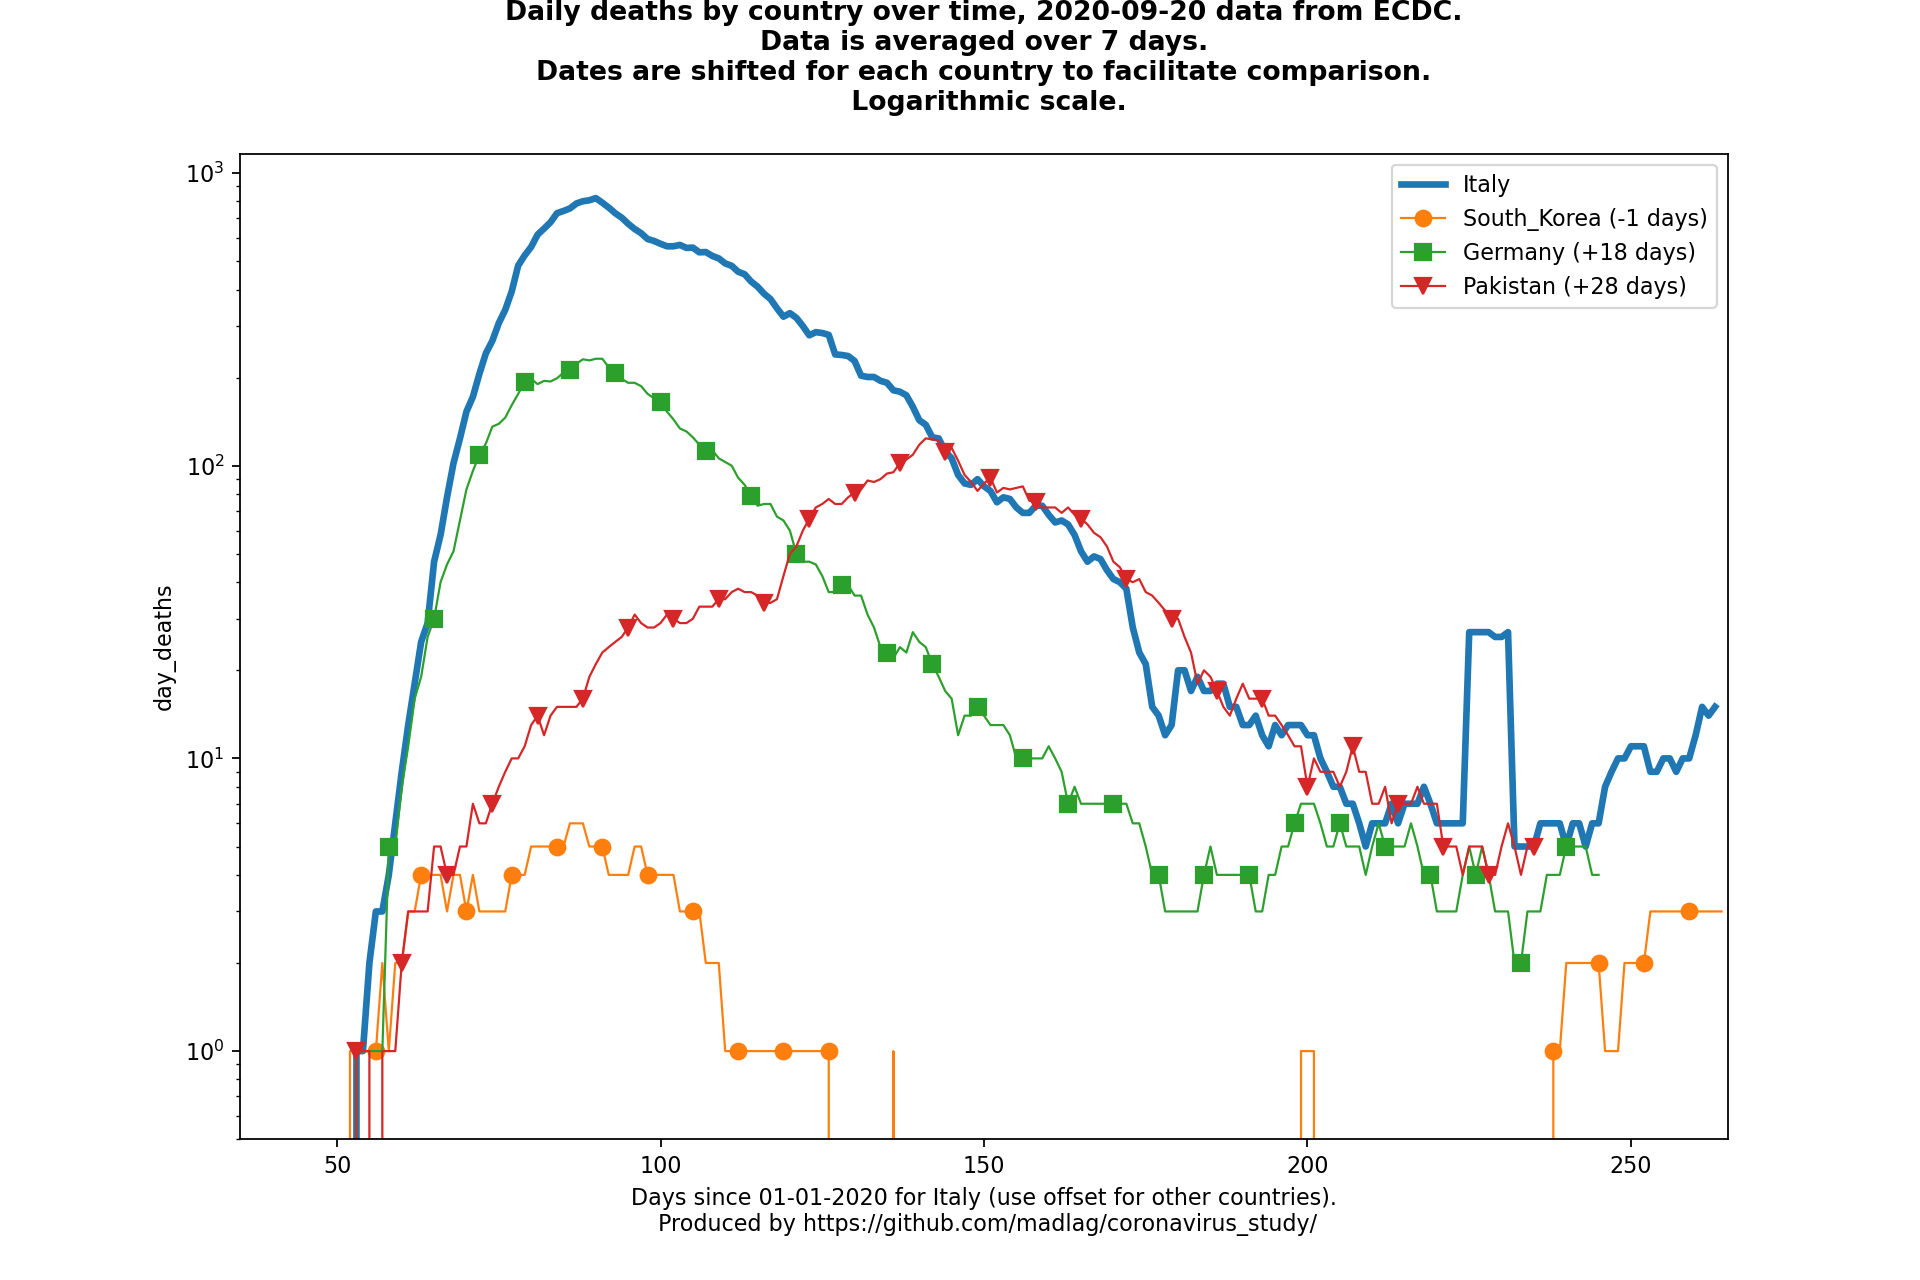 Daily deaths by country over time, 2020-09-20 data from ECDC.
Data is averaged over 7 days.
Dates are shifted for each country to facilitate comparison.
Logarithmic scale.
10³
10²
10¹
10⁰
day_deaths
Italy
South_Korea (-1 days)
Germany (+18 days)
Pakistan (+28 days)
50 100 150 200 250
Days since 01-01-2020 for Italy (use offset for other countries).
Produced by https://github.com/madlag/coronavirus_study/